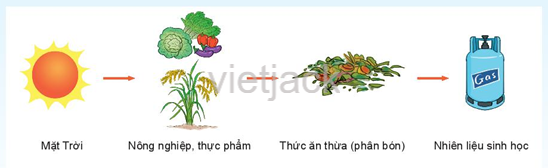 vietjack
Gas
Mặt Trời
Nông nghiệp, thực phẩm
Thức ăn thừa (phân bón)
Nhiên liệu sinh học